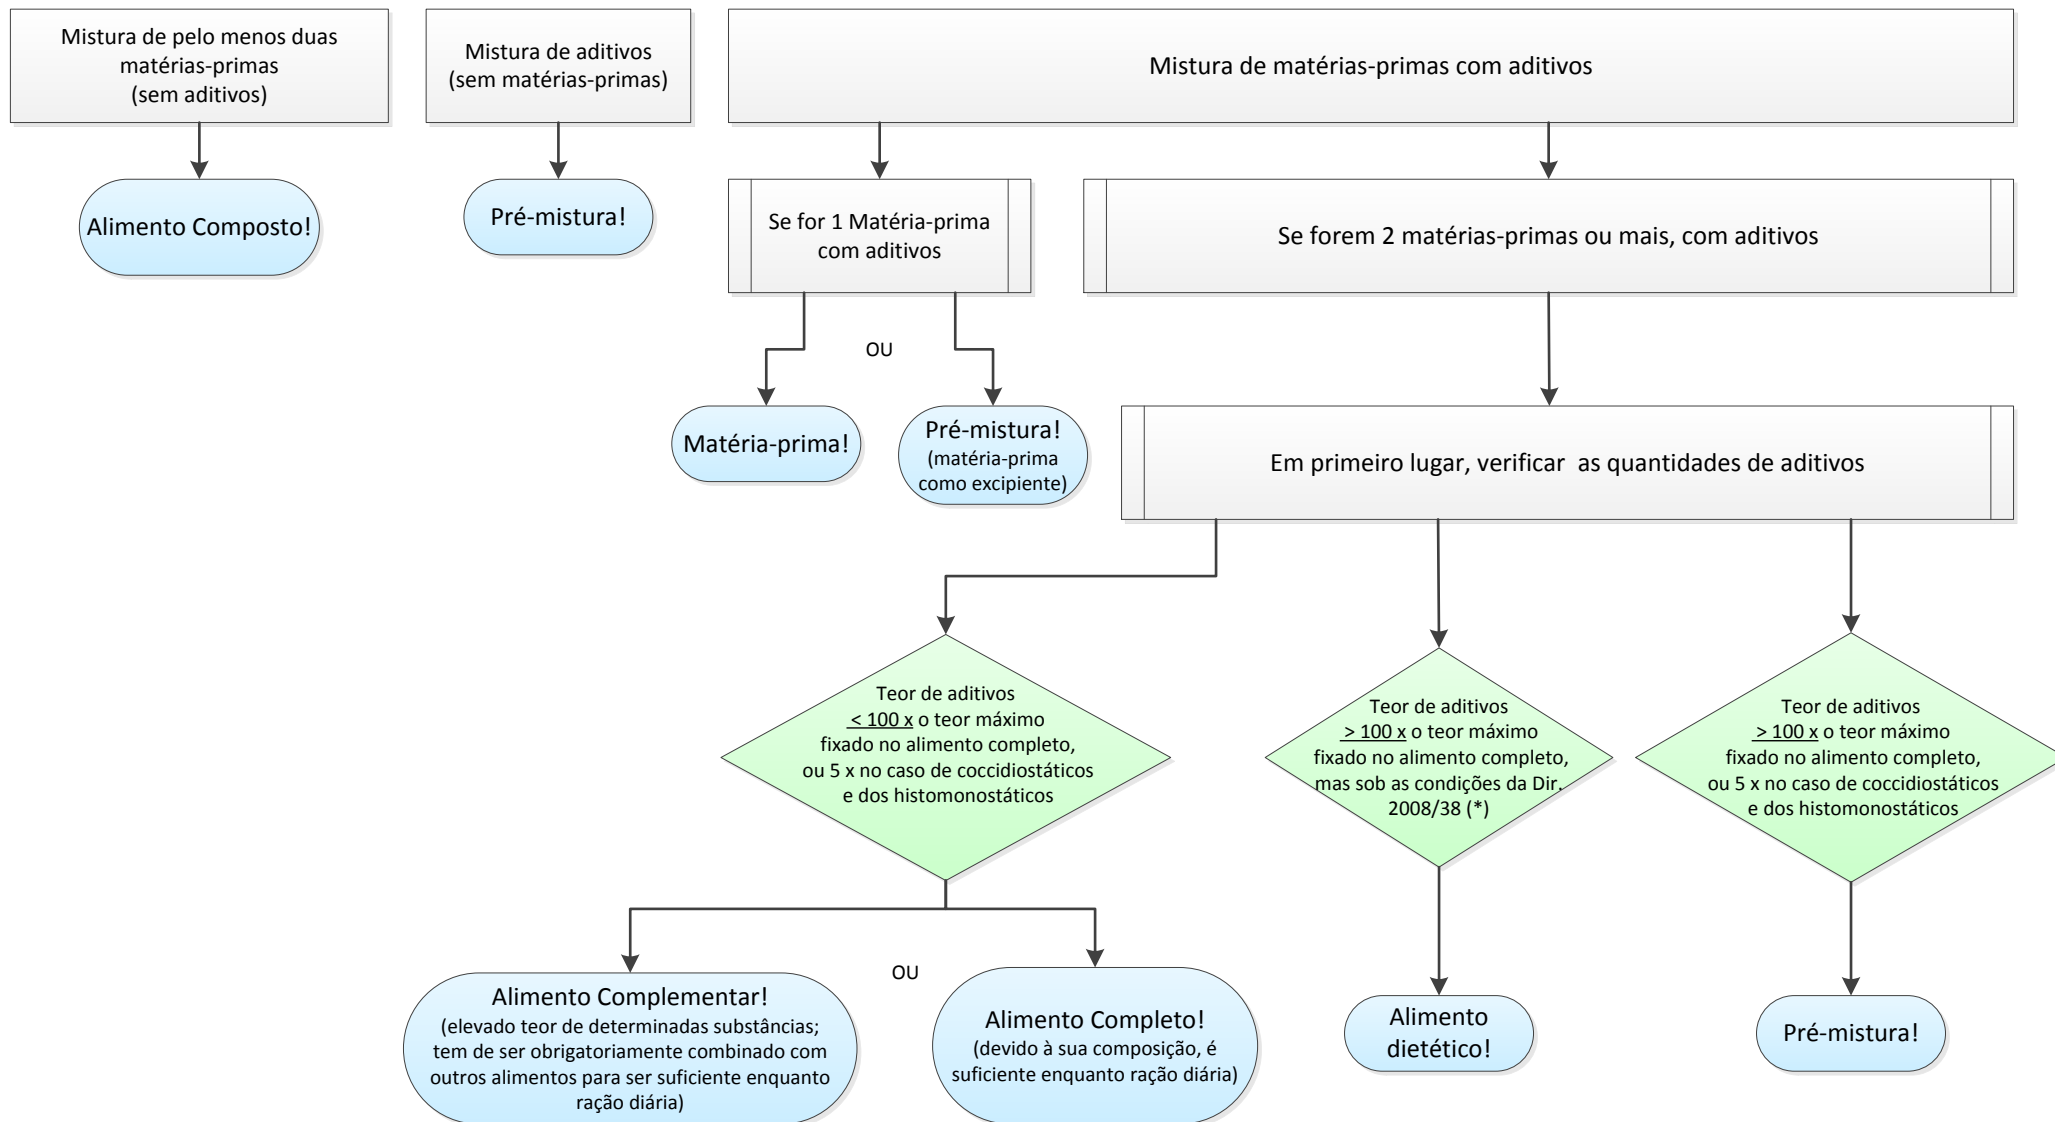 Mistura de pelo menos duas
matérias-primas
(sem aditivos)
Mistura de aditivos
(sem matérias-primas)
Mistura de matérias-primas com aditivos
Alimento Composto!
Pré-mistura!
Se for 1 Matéria-prima
com aditivos
Se forem 2 matérias-primas ou mais, com aditivos
OU
Matéria-prima!
Pré-mistura!
(matéria-prima
como excipiente)
Em primeiro lugar, verificar as quantidades de aditivos
Teor de aditivos
< 100 x o teor máximo
fixado no alimento completo,
ou 5 x no caso de coccidiostáticos
e dos histomonostáticos
Teor de aditivos
> 100 x o teor máximo
fixado no alimento completo,
mas sob as condições da Dir.
2008/38 (*)
Teor de aditivos
> 100 x o teor máximo
fixado no alimento completo,
ou 5 x no caso de coccidiostáticos
e dos histomonostáticos
OU
Alimento Complementar!
(elevado teor de determinadas substâncias;
tem de ser obrigatoriamente combinado com
outros alimentos para ser suficiente enquanto
ração diária)
Alimento Completo!
(devido à sua composição, é
suficiente enquanto ração diária)
Alimento
dietético!
Pré-mistura!